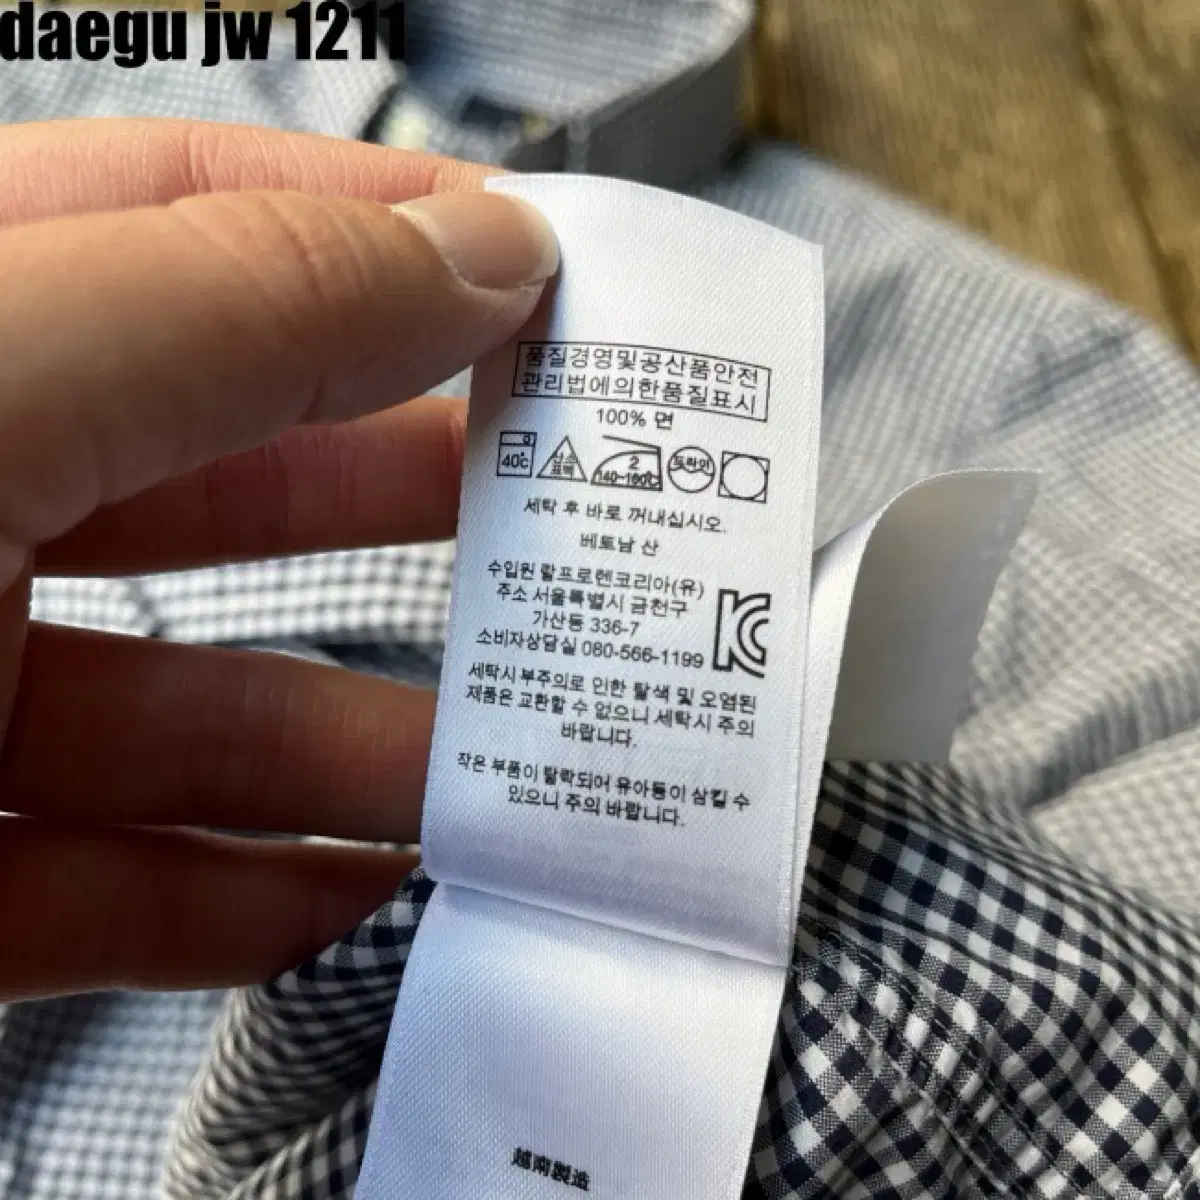 daegu jw 1211
품질경영및공산품안전
관리법에의한품질표시
100% 면
40°c
산소
표백
2
140~160°C
드라이
세탁 후 바로 꺼내십시오.
베트남 산
수입원 랄프로렌코리아(유)
주소 서울특별시 금천구
가산동 336-7
소비자상담실 080-566-1199
세탁시 부주의로 인한 탈색 및 오염된
제품은 교환할 수 없으니 세탁시 주의
바랍니다.
작은 부품이 탈락되어 유아동이 삼킬 수
있으니 주의 바랍니다.
越南製造